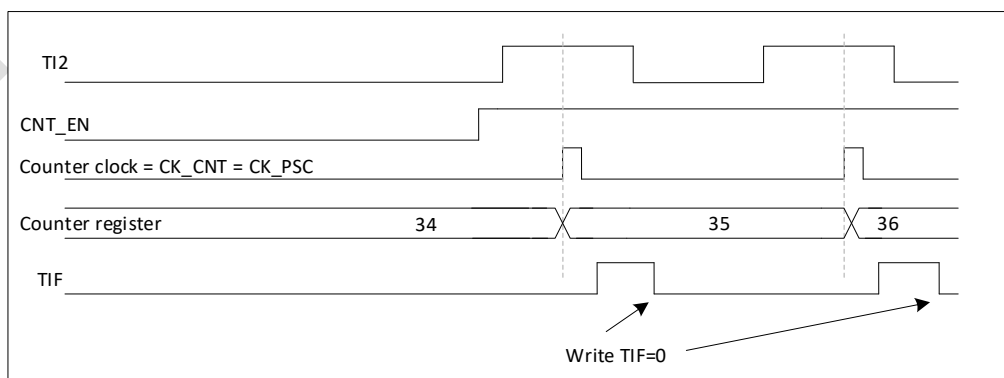 TI2
CNT_EN
Counter clock = CK_CNT = CK_PSC
Counter register 34 35 36
TIF
Write TIF=0